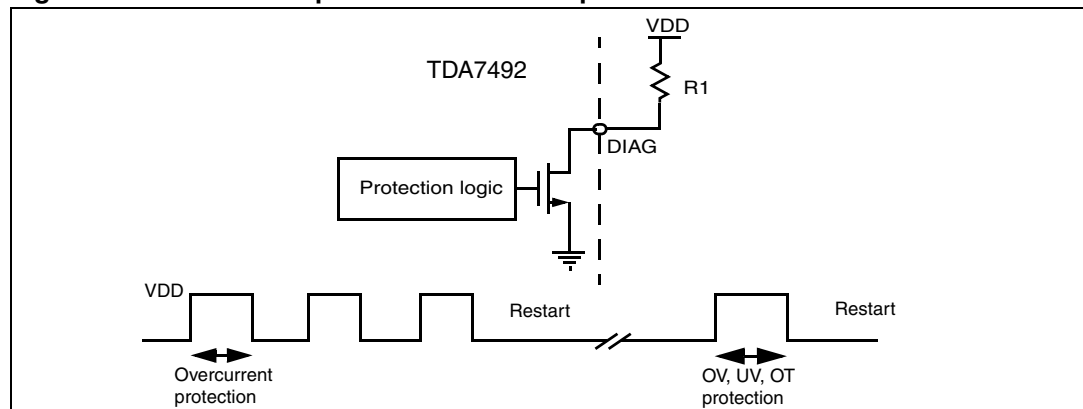 VDD
TDA7492
R1
DIAG
Protection logic
VDD
Restart
Restart
Overcurrent
protection
OV, UV, OT
protection